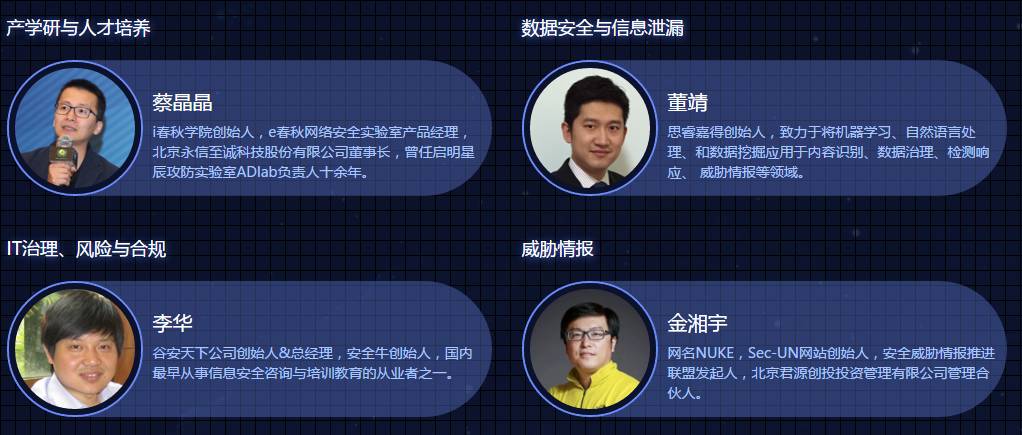 产学研与人才培养
蔡晶晶
i春秋学院创始人，e春秋网络安全实验室产品经理，
北京永信至诚科技股份有限公司董事长，曾任启明星
辰攻防实验室ADlab负责人十余年。
数据安全与信息泄漏
董靖
思睿嘉得创始人，致力于将机器学习、自然语言处
理、和数据挖掘应用于内容识别、数据治理、检测响
应、 威胁情报等领域。
IT治理、风险与合规
李华
谷安天下公司创始人&总经理，安全牛创始人，国内
最早从事信息安全咨询与培训教育的从业者之一。
威胁情报
金湘宇
网名NUKE，Sec-UN网站创始人，安全威胁情报推进
联盟发起人，北京君源创投投资管理有限公司管理合
伙人。